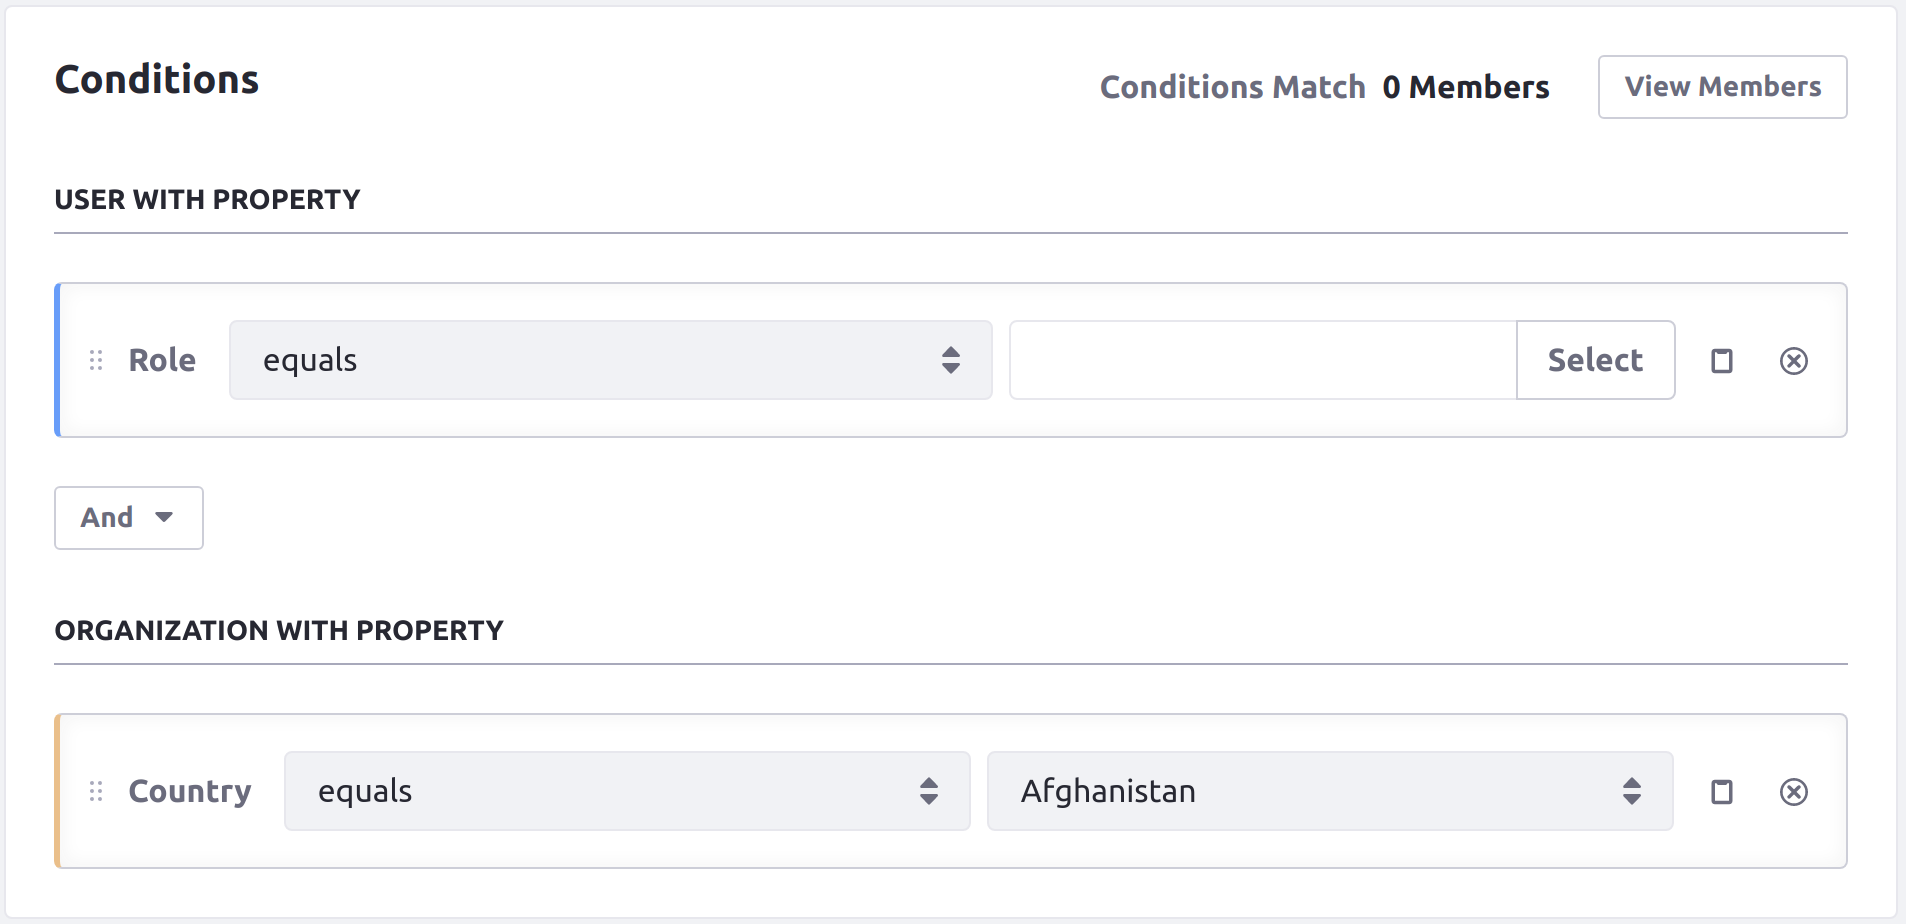 Conditions
Conditions Match 0 Members
View Members
USER WITH PROPERTY
Role equals Select
And
ORGANIZATION WITH PROPERTY
Country equals Afghanistan